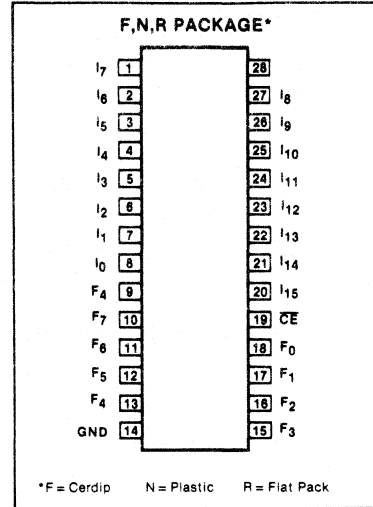 F,N,R PACKAGE*
I7 1 28
I6 2 27 I8
I5 3 26 I9
I4 4 25 I10
I3 5 24 I11
I2 6 23 I12
I1 7 22 I13
I0 8 21 I14
F4 9 20 I15
F7 10 19 C̅E̅
F6 11 18 F0
F5 12 17 F1
F4 13 16 F2
GND 14 15 F3
*F = Cerdip N = Plastic R = Flat Pack